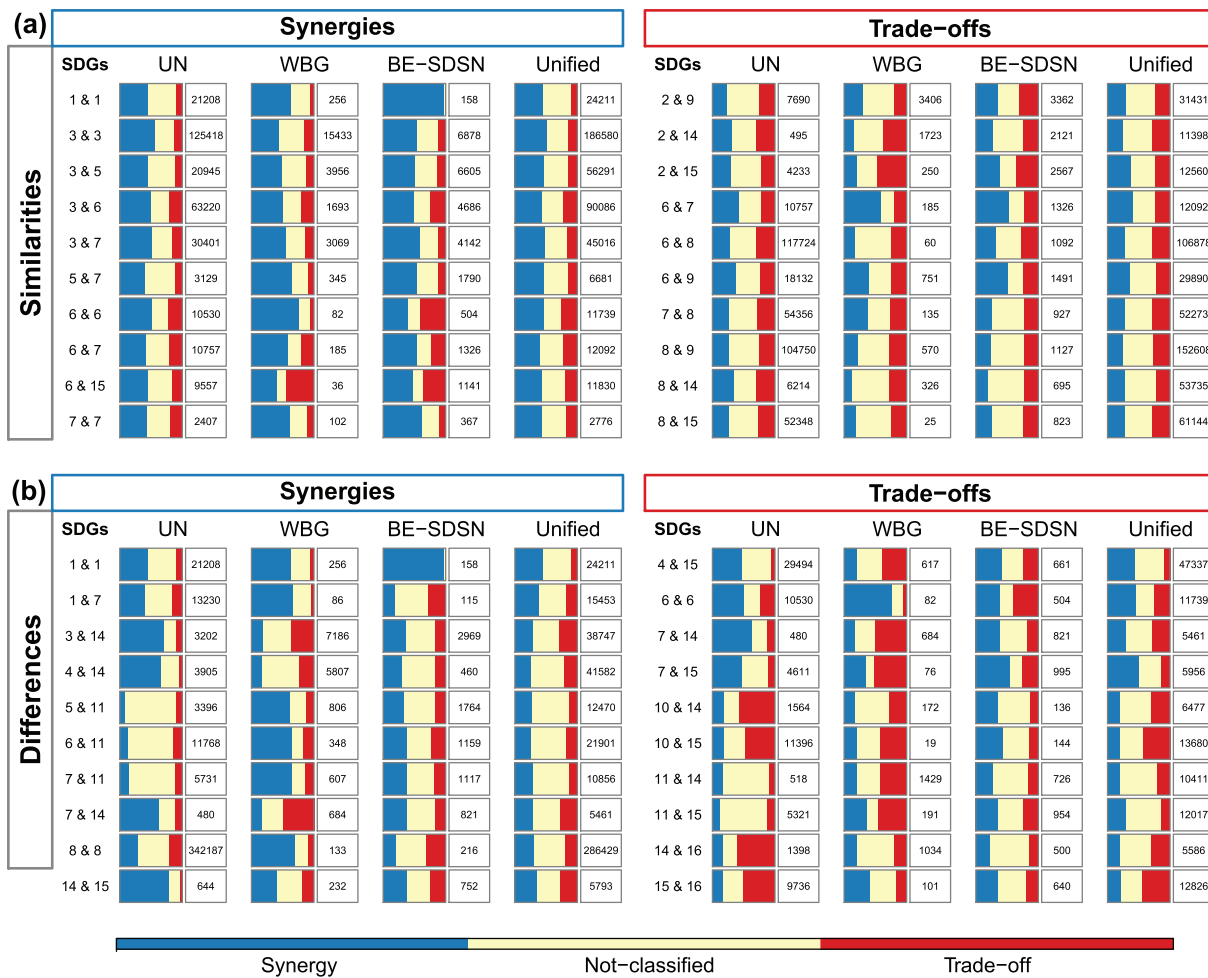 (a) Synergies Trade−offs
Similarities
SDGs UN WBG BE−SDSN Unified SDGs UN WBG BE−SDSN Unified
1 & 1 21208 256 158 24211 2 & 9 7690 3406 3362 31431
3 & 3 125418 15433 6878 186580 2 & 14 495 1723 2121 11398
3 & 5 20945 3956 6605 56291 2 & 15 4233 250 2567 12560
3 & 6 63220 1693 4686 90086 6 & 7 10757 185 1326 12092
3 & 7 30401 3069 4142 45016 6 & 8 117724 60 1092 106878
5 & 7 3129 345 1790 6681 6 & 9 18132 751 1491 29890
6 & 6 10530 82 504 11739 7 & 8 54356 135 927 52273
6 & 7 10757 185 1326 12092 8 & 9 104750 570 1127 152608
6 & 15 9557 36 1141 11830 8 & 14 6214 326 695 53735
7 & 7 2407 102 367 2776 8 & 15 52348 25 823 61144
(b) Synergies Trade−offs
Differences
SDGs UN WBG BE−SDSN Unified SDGs UN WBG BE−SDSN Unified
1 & 1 21208 256 158 24211 4 & 15 29494 617 661 47337
1 & 7 13230 86 115 15453 6 & 6 10530 82 504 11739
3 & 14 3202 7186 2969 38747 7 & 14 480 684 821 5461
4 & 14 3905 5807 460 41582 7 & 15 4611 76 995 5956
5 & 11 3396 806 1764 12470 10 & 14 1564 172 136 6477
6 & 11 11768 348 1159 21901 10 & 15 11396 19 144 13680
7 & 11 5731 607 1117 10856 11 & 14 518 1429 726 10411
7 & 14 480 684 821 5461 11 & 15 5321 191 954 12017
8 & 8 342187 133 216 286429 14 & 16 1398 1034 500 5586
14 & 15 644 232 752 5793 15 & 16 9736 101 640 12826
Synergy Not−classified Trade−off